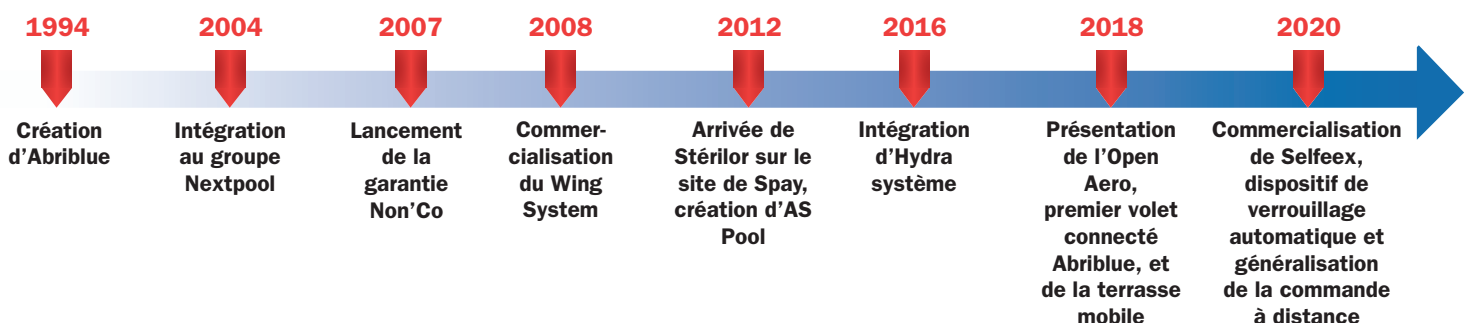 1994
Création
d'Abriblue
2004
Intégration
au groupe
Nextpool
2007
Lancement
de la
garantie
Non'Co
2008
Commer-
cialisation
du Wing
System
2012
Arrivée de
Stérilor sur le
site de Spay,
création d'AS
Pool
2016
Intégration
d'Hydra
système
2018
Présentation
de l'Open
Aero,
premier volet
connecté
Abriblue, et
de la terrasse
mobile
2020
Commercialisation
de Selfeex,
dispositif de
verrouillage
automatique et
généralisation
de la commande
à distance